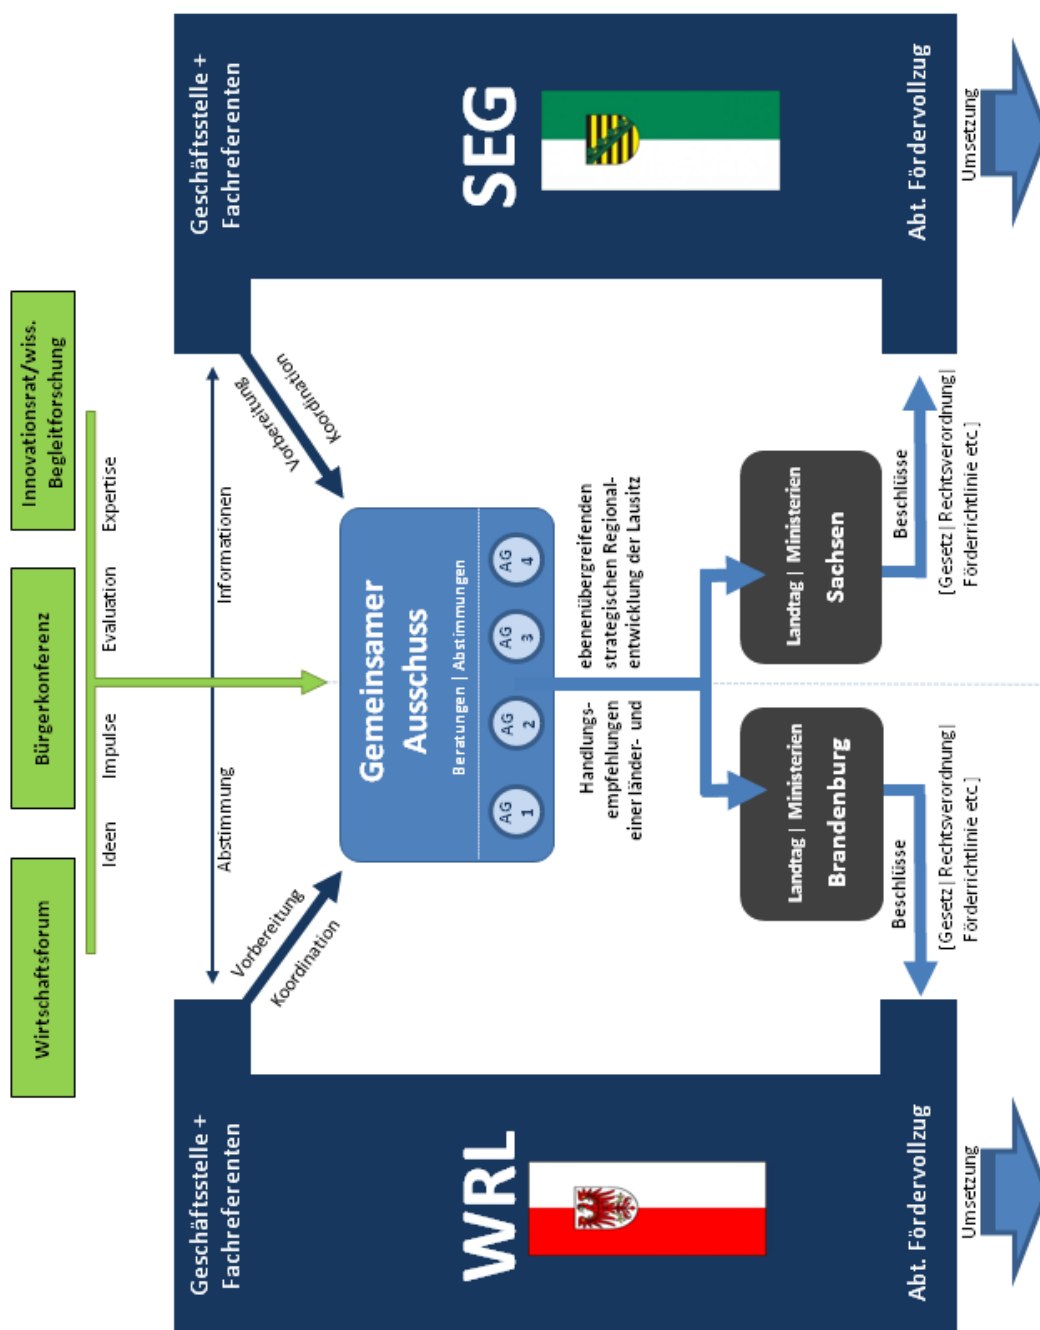 Wirtschaftsforum
Bürgerkonferenz
Innovationsrat/wiss.
Begleitforschung
Ideen
Impulse
Evaluation
Expertise
Geschäftsstelle +
Fachreferenten
Abstimmung
Informationen
Geschäftsstelle +
Fachreferenten
Vorbereitung
Koordination
Vorbereitung
Koordination
WRL
Gemeinsamer
Ausschuss
Beratungen | Abstimmungen
AG
1
AG
2
AG
3
AG
4
SEG
Handlungs-
empfehlungen
einer länder- und
ebenenübergreifenden
strategischen Regional-
entwicklung der Lausitz
Landtag | Ministerien
Brandenburg
Landtag | Ministerien
Sachsen
Beschlüsse
[Gesetz| Rechtsverordnung|
Förderrichtlinie etc.]
Beschlüsse
[Gesetz| Rechtsverordnung|
Förderrichtlinie etc.]
Abt. Fördervollzug
Umsetzung
Abt. Fördervollzug
Umsetzung